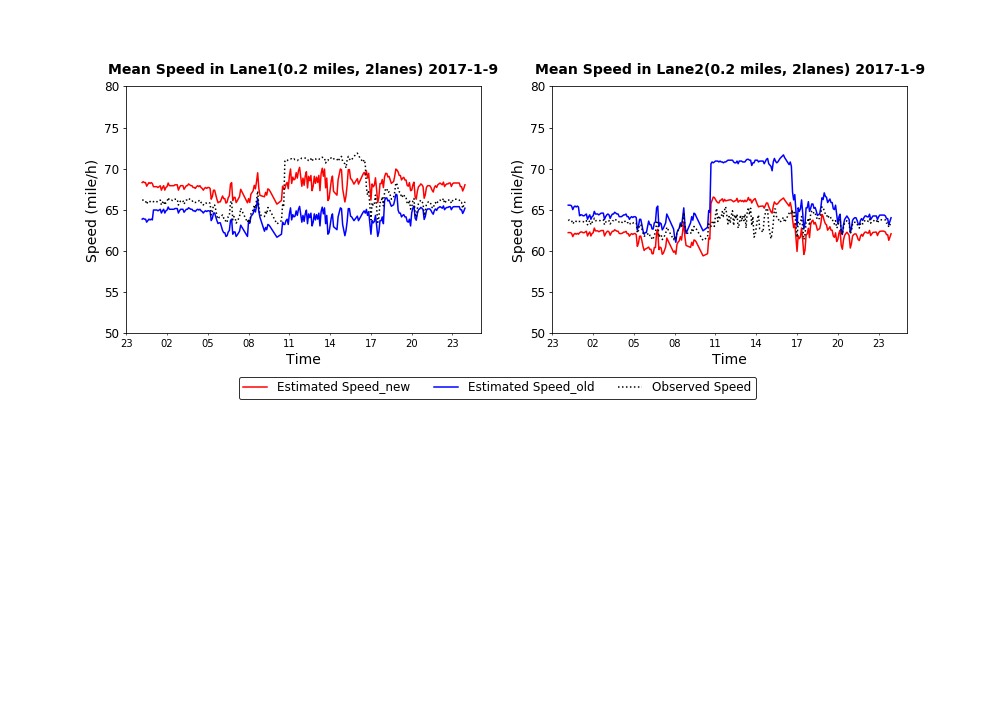 Mean Speed in Lane1(0.2 miles, 2lanes) 2017-1-9
80
75
70
65
60
55
50
Speed (mile/h)
23 02 05 08 11 14 17 20 23
Time
Mean Speed in Lane2(0.2 miles, 2lanes) 2017-1-9
80
75
70
65
60
55
50
Speed (mile/h)
23 02 05 08 11 14 17 20 23
Time
Estimated Speed_new Estimated Speed_old Observed Speed